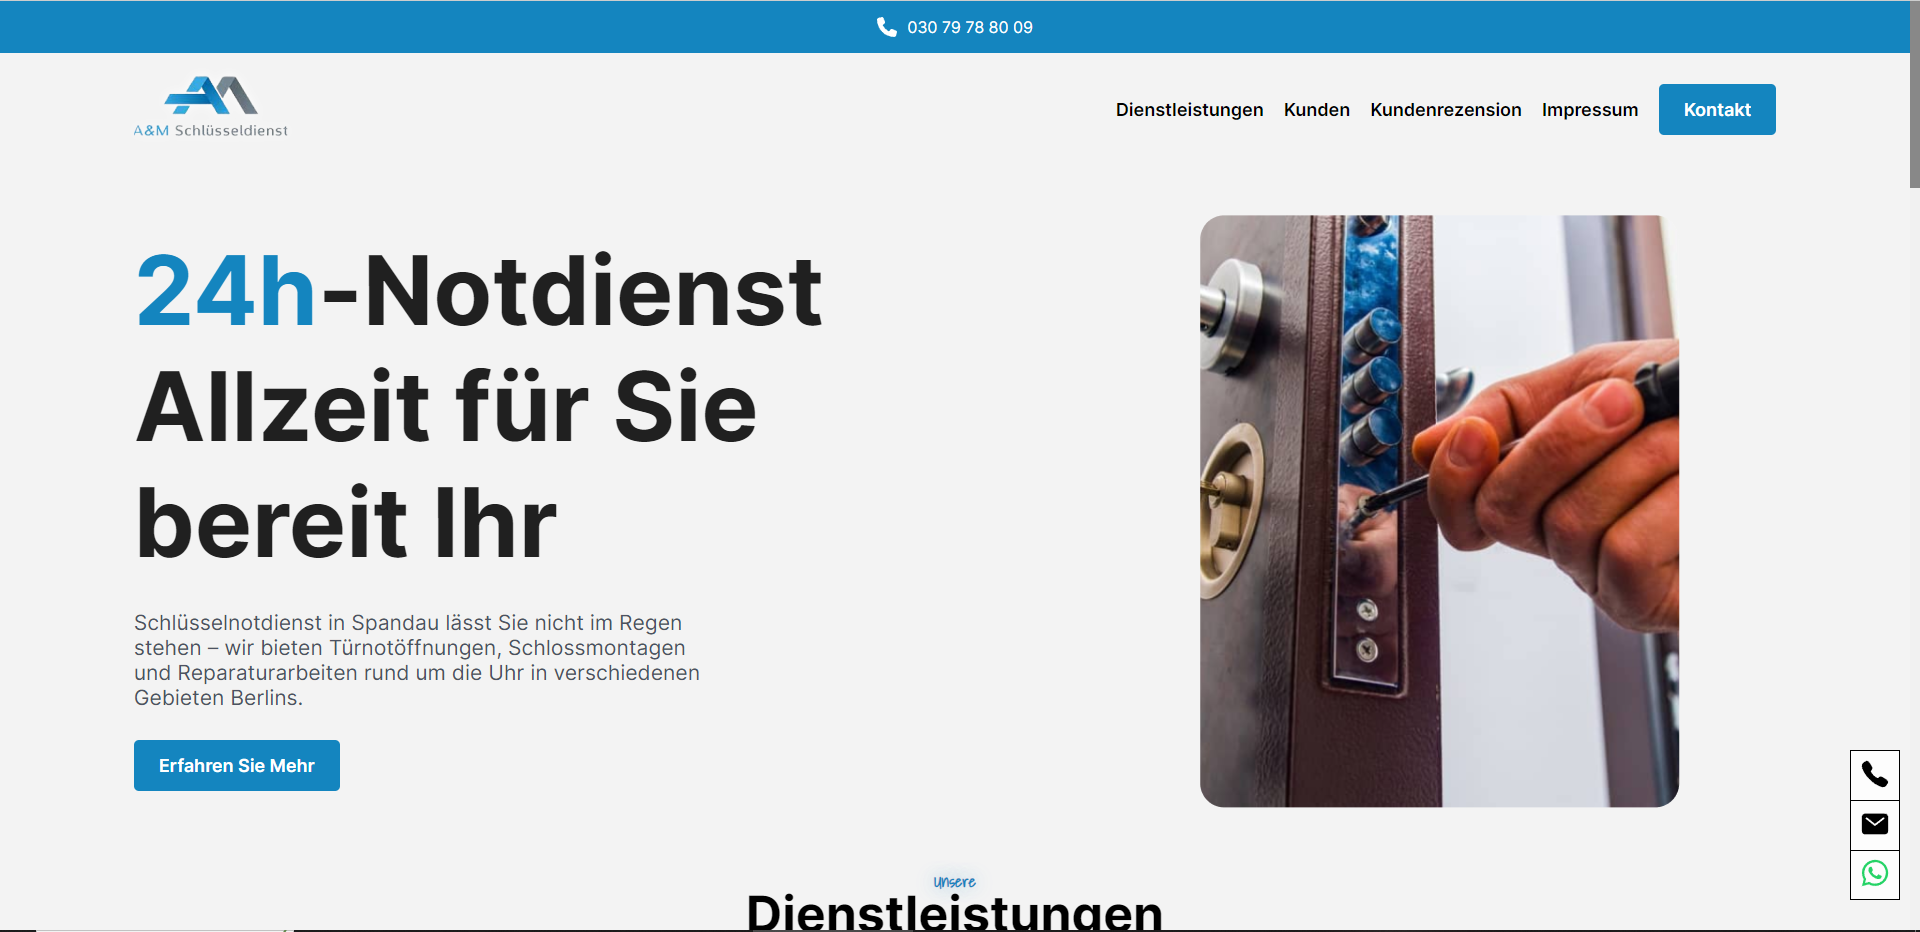 030 79 78 80 09
A&M Schlüsseldienst
Dienstleistungen Kunden Kundenrezension Impressum Kontakt
24h-Notdienst
Allzeit für Sie
bereit Ihr
Schlüsselnotdienst in Spandau lässt Sie nicht im Regen
stehen – wir bieten Türnotöffnungen, Schlossmontagen
und Reparaturarbeiten rund um die Uhr in verschiedenen
Gebieten Berlins.
Erfahren Sie Mehr
Unsere
Dienstleistungen